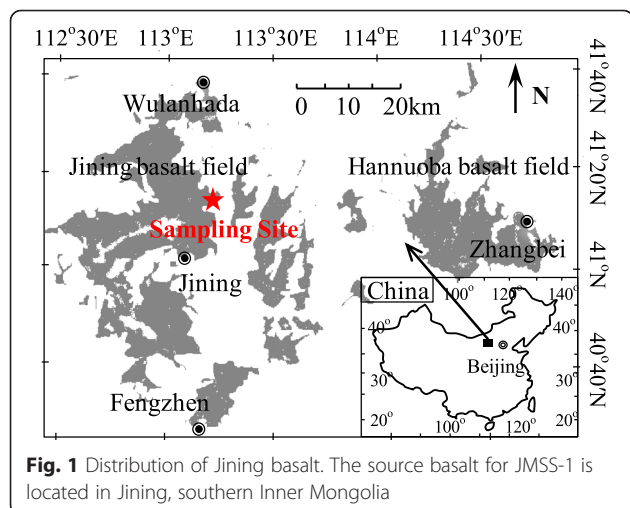 112°30′E 113°E 113°30′E 114°E 114°30′E
41°40′N
Wulanhada
0 10 20km
N
41°20′N
Jining basalt field
Hannuoba basalt field
Sampling Site
Zhangbei
41°N
Jining
China
100° 120° 140°
40° 40°
Beijing
40°40′N
30° 30°
Fengzhen
20° 100° 120° 20°
Fig. 1 Distribution of Jining basalt. The source basalt for JMSS-1 is
located in Jining, southern Inner Mongolia